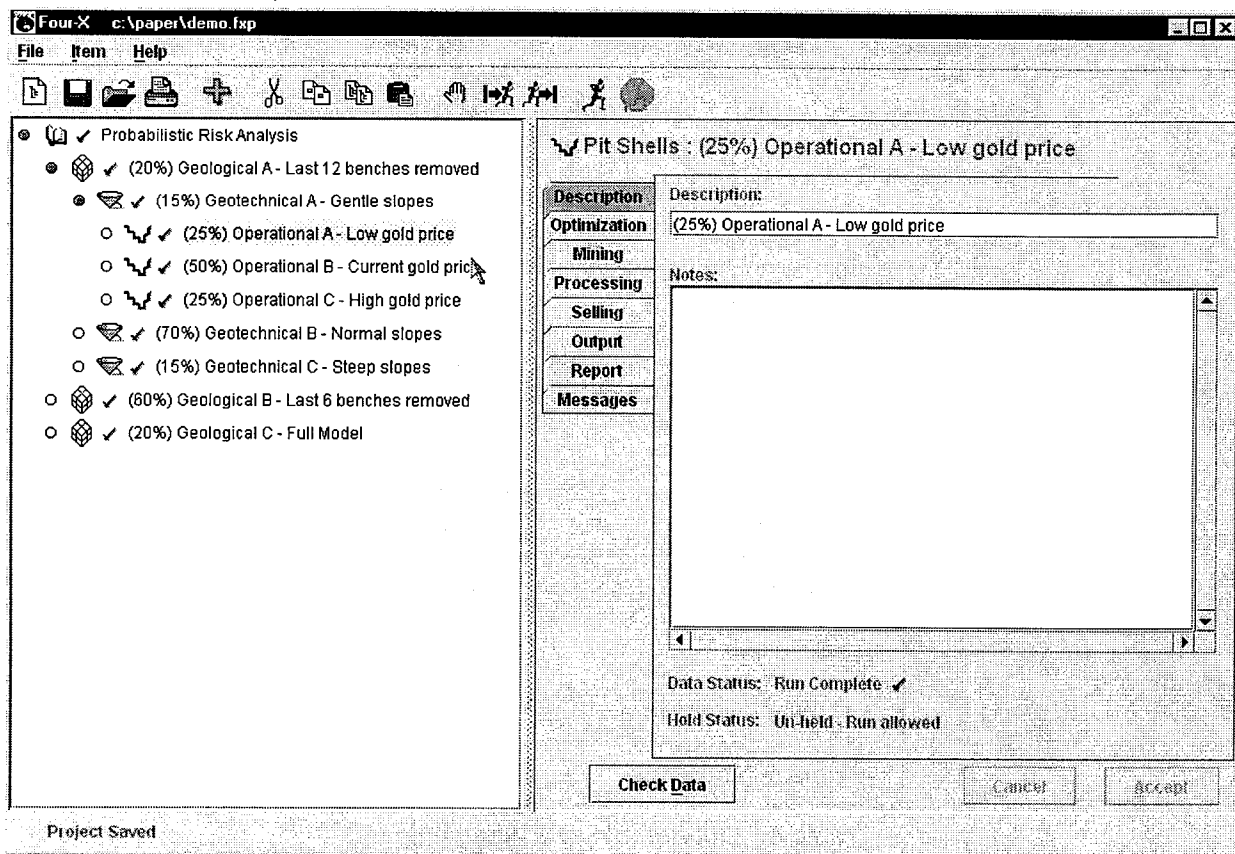 Four-X c:\paper\demo.fxp
File Item Help
Probabilistic Risk Analysis
(20%) Geological A - Last 12 benches removed
(15%) Geotechnical A - Gentle slopes
(25%) Operational A - Low gold price
(50%) Operational B - Current gold price
(25%) Operational C - High gold price
(70%) Geotechnical B - Normal slopes
(15%) Geotechnical C - Steep slopes
(60%) Geological B - Last 6 benches removed
(20%) Geological C - Full Model
Pit Shells : (25%) Operational A - Low gold price
Description
Optimization
Mining
Processing
Selling
Output
Report
Messages
Description:
(25%) Operational A - Low gold price
Notes:
Data Status: Run Complete
Hold Status: Un-held - Run allowed
Check Data
Cancel
Accept
Project Saved